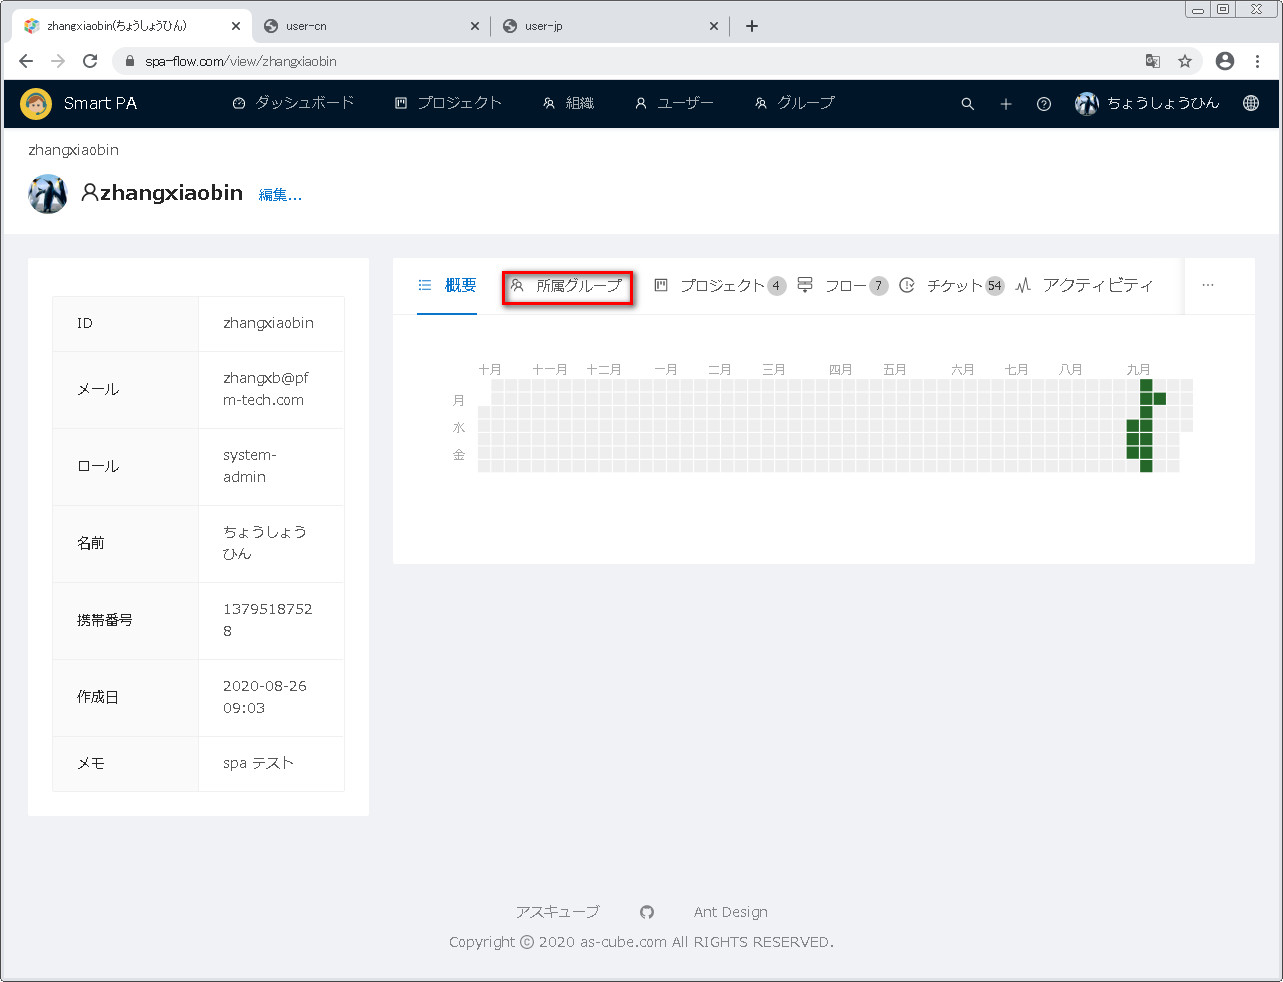 zhangxiaobin(ちょうしょうひん)
user-cn
user-jp
spa-flow.com/view/zhangxiaobin
Smart PA
ダッシュボード
プロジェクト
組織
ユーザー
グループ
ちょうしょうひん
zhangxiaobin
zhangxiaobin
編集...
ID
zhangxiaobin
メール
zhangxb@pf
m-tech.com
ロール
system-
admin
名前
ちょうしょう
ひん
携帯番号
1379518752
8
作成日
2020-08-26
09:03
メモ
spa テスト
概要
所属グループ
プロジェクト 4
フロー 7
チケット 54
アクティビティ
...
十月 十一月 十二月 一月 二月 三月 四月 五月 六月 七月 八月 九月
月
水
金
アスキューブ
Ant Design
Copyright © 2020 as-cube.com All RIGHTS RESERVED.